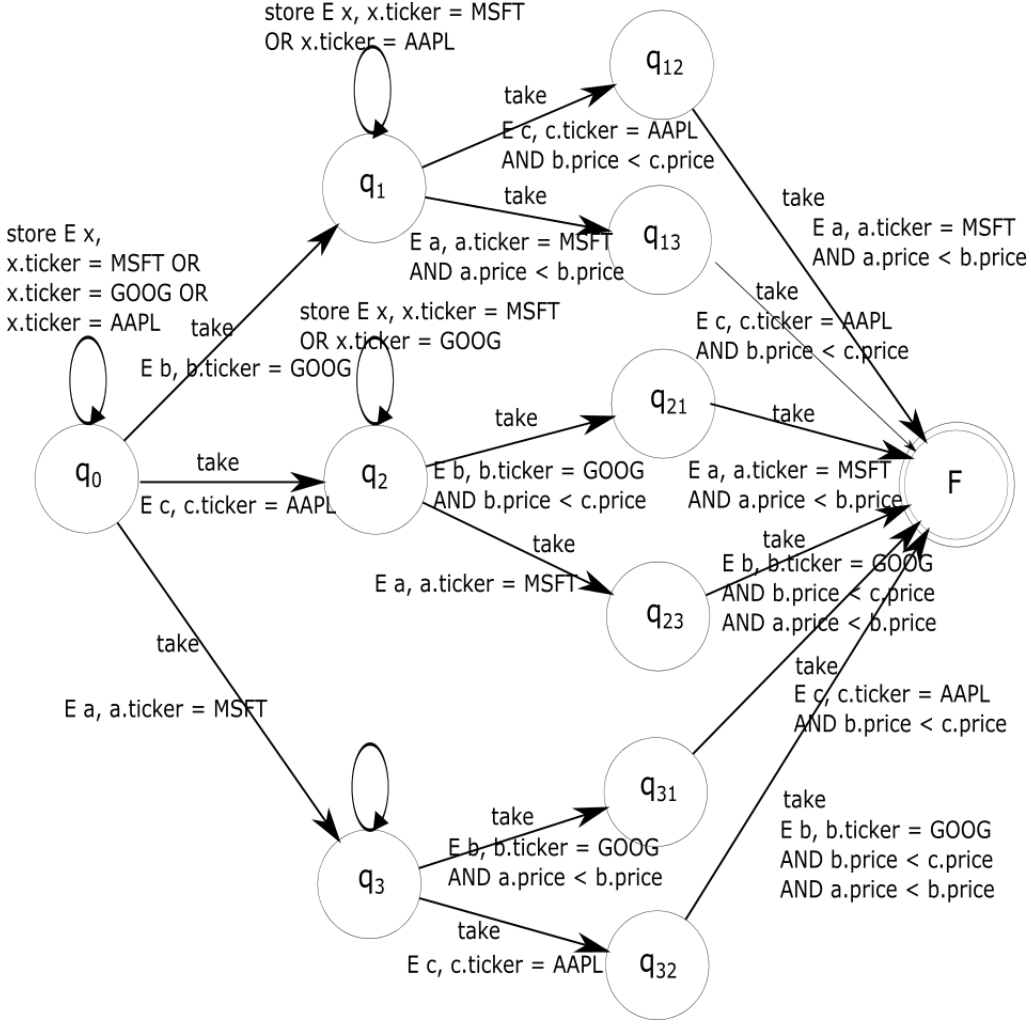 store E x, x.ticker = MSFT
OR x.ticker = AAPL
q12
take
E c, c.ticker = AAPL
AND b.price < c.price
q1
take
E a, a.ticker = MSFT
AND a.price < b.price
q13
take
E a, a.ticker = MSFT
AND a.price < b.price
store E x,
x.ticker = MSFT OR
x.ticker = GOOG OR
x.ticker = AAPL
take
E b, b.ticker = GOOG
store E x, x.ticker = MSFT
OR x.ticker = GOOG
take
E c, c.ticker = AAPL
AND b.price < c.price
q0
take
E c, c.ticker = AAPL
q2
take
E b, b.ticker = GOOG
AND b.price < c.price
q21
take
E a, a.ticker = MSFT
AND a.price < b.price
F
take
E a, a.ticker = MSFT
q23
take
E b, b.ticker = GOOG
AND b.price < c.price
AND a.price < b.price
take
E a, a.ticker = MSFT
take
E c, c.ticker = AAPL
AND b.price < c.price
q3
take
E b, b.ticker = GOOG
AND a.price < b.price
q31
take
E b, b.ticker = GOOG
AND b.price < c.price
AND a.price < b.price
take
E c, c.ticker = AAPL
q32